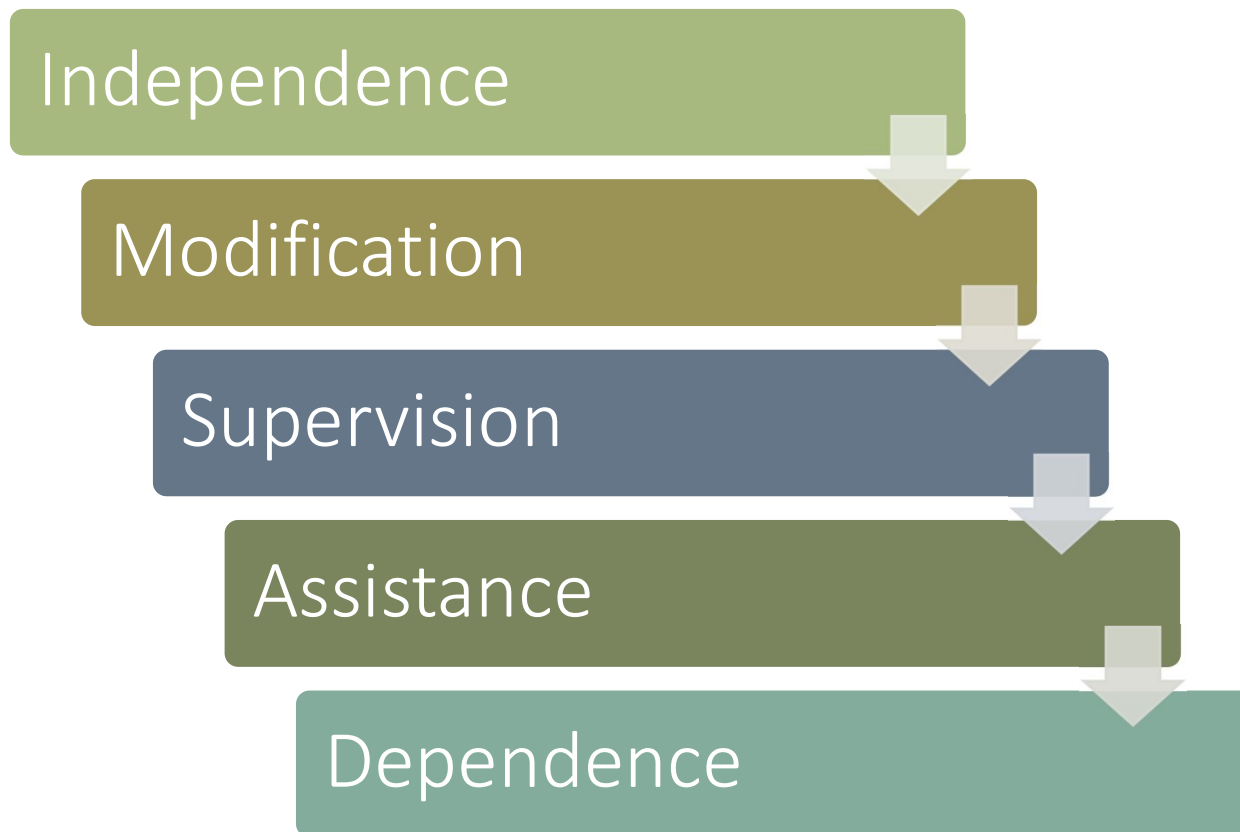 Independence
Modification
Supervision
Assistance
Dependence